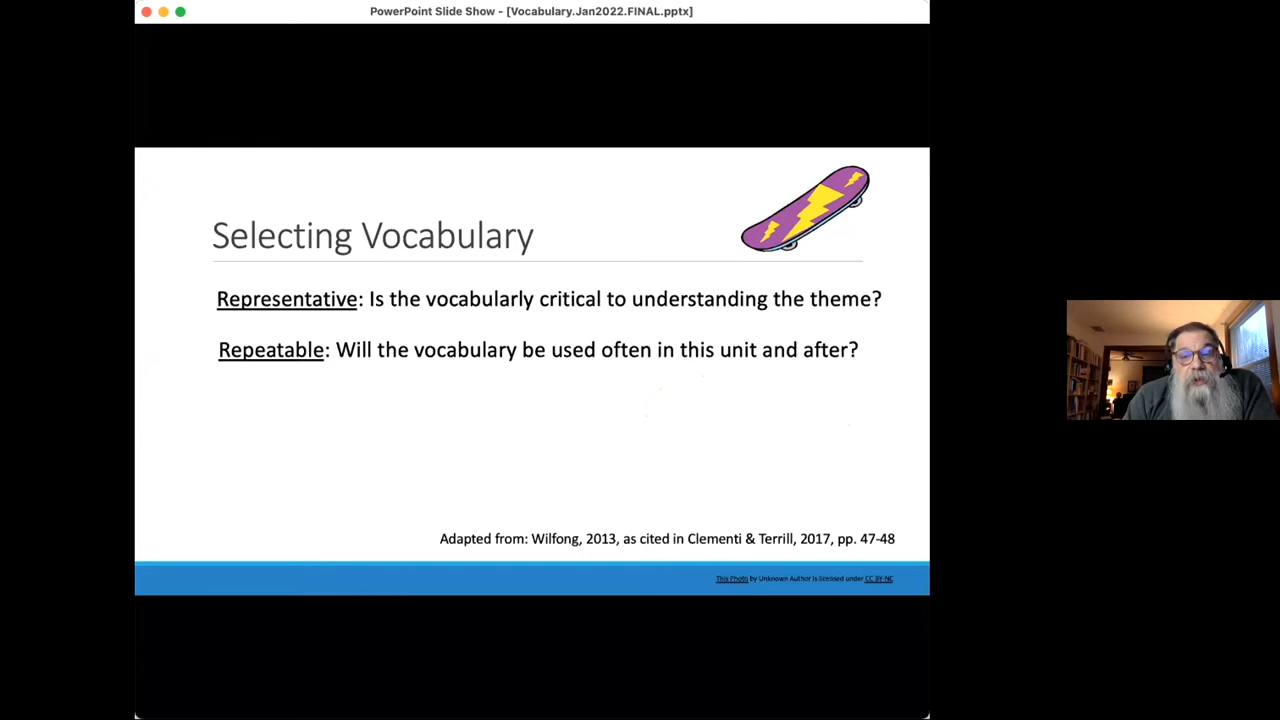 PowerPoint Slide Show - [Vocabulary.Jan2022.FINAL.pptx]
Selecting Vocabulary
Representative: Is the vocabularly critical to understanding the theme?
Repeatable: Will the vocabulary be used often in this unit and after?
Adapted from: Wilfong, 2013, as cited in Clementi & Terrill, 2017, pp. 47-48
This Photo by Unknown Author is licensed under CC BY-NC